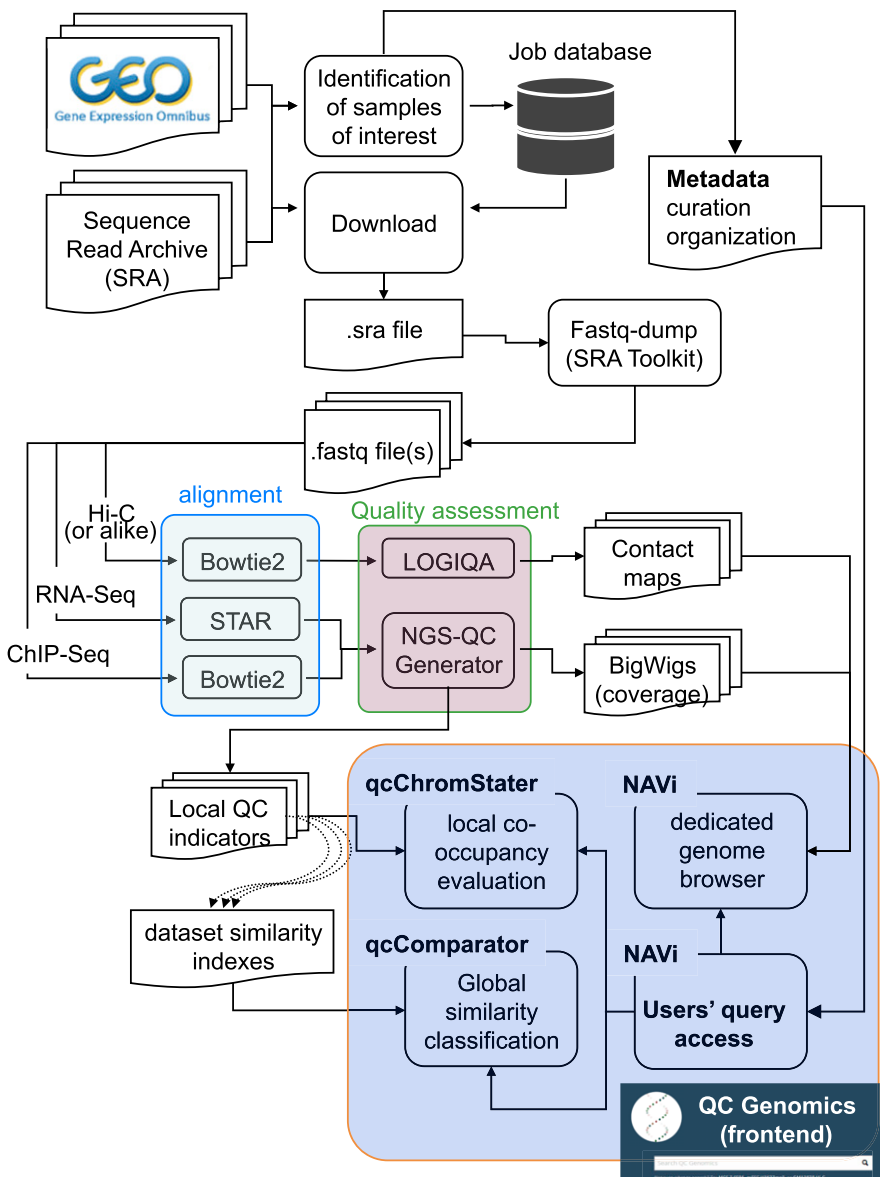 GEO
Gene Expression Omnibus
Identification
of samples
of interest
Job database
Metadata
curation
organization
Sequence
Read Archive
(SRA)
Download
.sra file
Fastq-dump
(SRA Toolkit)
.fastq file(s)
alignment
Quality assessment
Hi-C
(or alike)
Bowtie2
LOGIQA
Contact
maps
RNA-Seq
STAR
NGS-QC
Generator
ChIP-Seq
Bowtie2
BigWigs
(coverage)
Local QC
indicators
qcChromStater
local co-
occupancy
evaluation
NAVi
dedicated
genome
browser
dataset similarity
indexes
qcComparator
Global
similarity
classification
NAVi
Users’ query
access
QC Genomics
(frontend)
Search QC Genomics